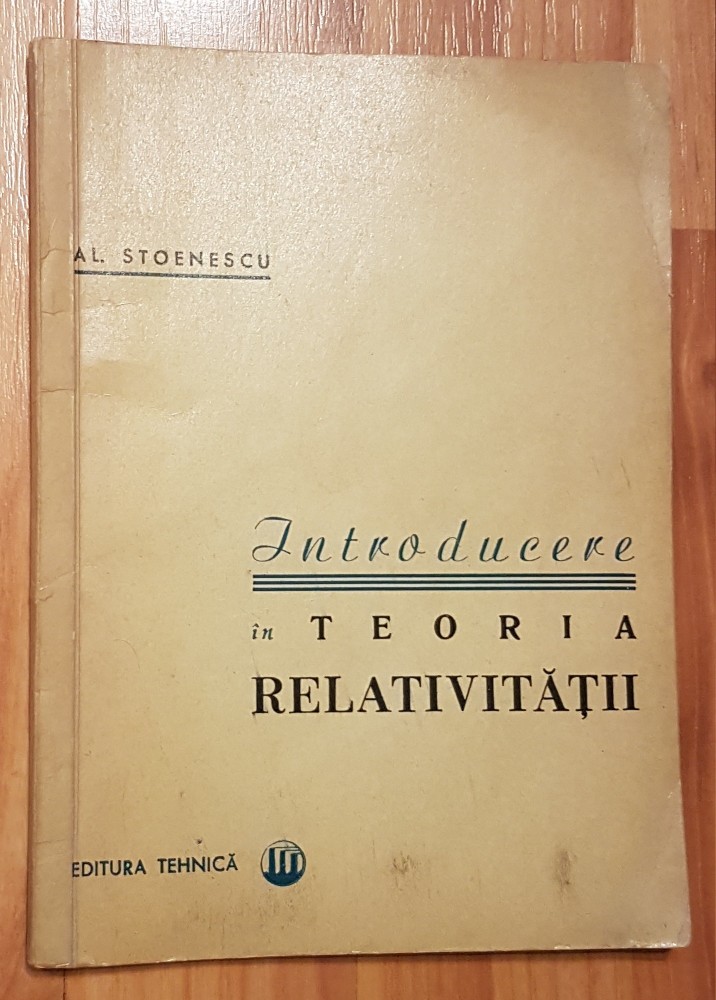 AL. STOENESCU
Introducere
în TEORIA
RELATIVITĂȚII
EDITURA TEHNICĂ